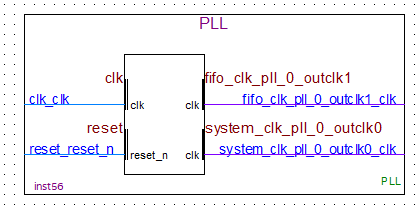 PLL
clk fifo_clk_pll_0_outclk1
clk_clk clk clk fifo_clk_pll_0_outclk1_clk
reset system_clk_pll_0_outclk0
reset_reset_n reset_n clk system_clk_pll_0_outclk0_clk
inst56 PLL